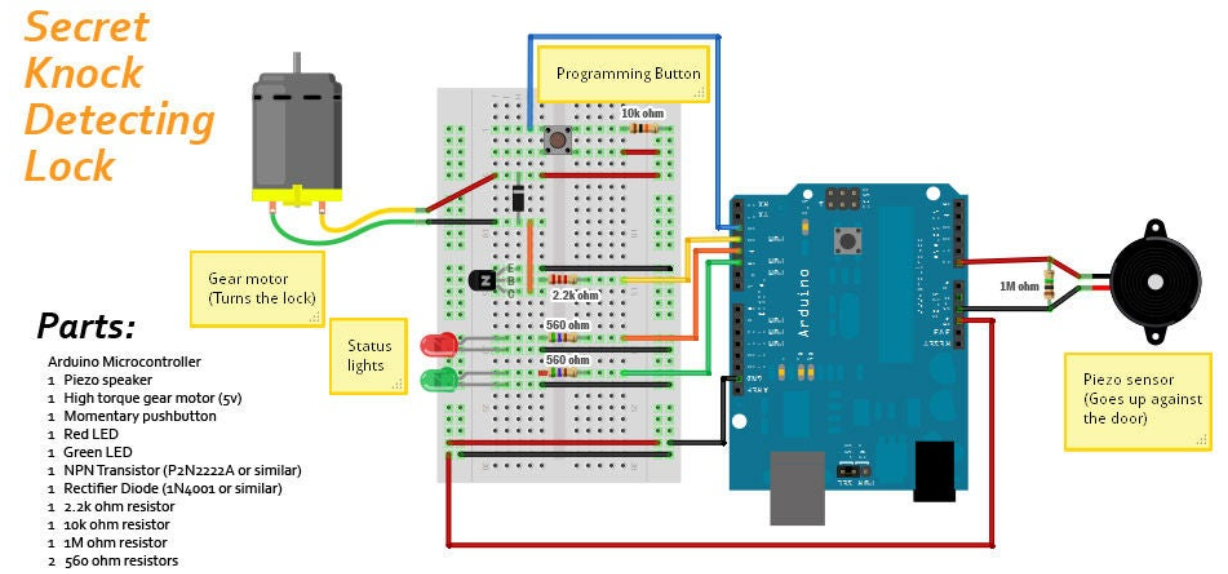 Secret
Knock
Detecting
Lock
Programming Button
10k ohm
Gear motor
(Turns the lock)
E
B
C
2.2k ohm
Status
lights
560 ohm
560 ohm
Arduino
1M ohm
Piezo sensor
(Goes up against
the door)
Parts:
Arduino Microcontroller
1 Piezo speaker
1 High torque gear motor (5v)
1 Momentary pushbutton
1 Red LED
1 Green LED
1 NPN Transistor (P2N2222A or similar)
1 Rectifier Diode (1N4001 or similar)
1 2.2k ohm resistor
1 10k ohm resistor
1 1M ohm resistor
2 560 ohm resistors